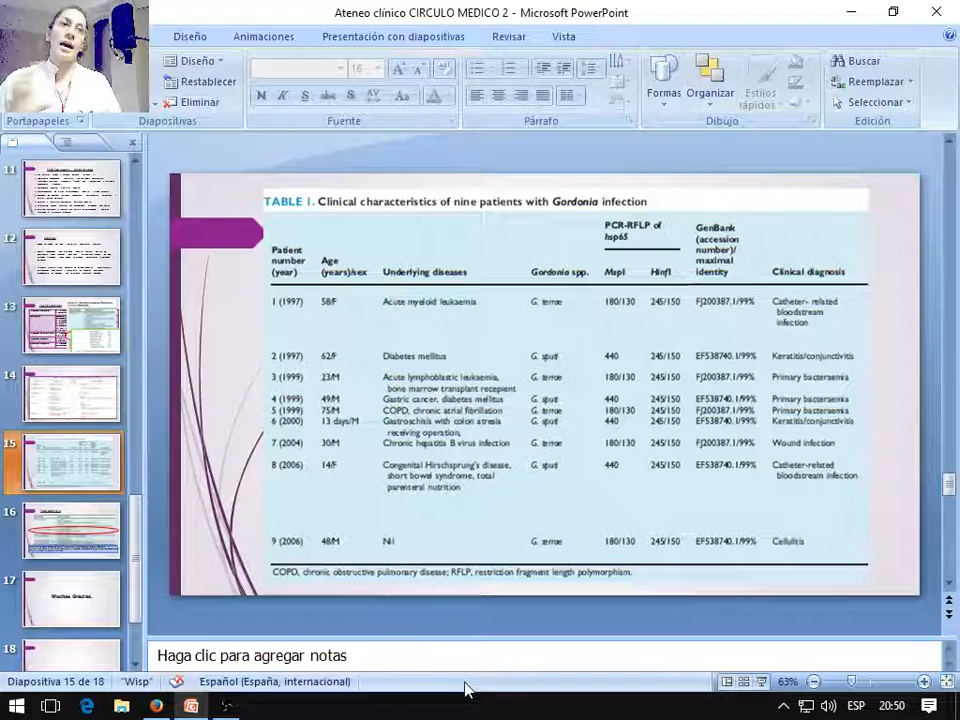 Ateneo clínico CIRCULO MEDICO 2 - Microsoft PowerPoint
Diseño Animaciones Presentación con diapositivas Revisar Vista
Diseño
Restablecer
Eliminar
16
N K S abc S AV Aa A
Formas Organizar Estilos rápidos
Buscar
Reemplazar
Seleccionar
Portapapeles Diapositivas Fuente Párrafo Dibujo Edición
11
12
13
14
15
16
17
Muchas Gracias.
18
TABLE 1. Clinical characteristics of nine patients with Gordonia infection
PCR-RFLP of hsp65
Patient number (year) Age (years)/sex Underlying diseases Gordonia spp. MspI HinfI GenBank (accession number)/ maximal identity Clinical diagnosis
1 (1997) 58/F Acute myeloid leukaemia G. terrae 180/130 245/150 FJ200387.1/99% Catheter- related bloodstream infection
2 (1997) 62/F Diabetes mellitus G. sputi 440 245/150 EF538740.1/99% Keratitis/conjunctivitis
3 (1999) 23/M Acute lymphoblastic leukaemia, bone marrow transplant recepient G. terrae 180/130 245/150 FJ200387.1/99% Primary bacteraemia
4 (1999) 49/M Gastric cancer, diabetes mellitus G. sputi 440 245/150 EF538740.1/99% Primary bacteraemia
5 (1999) 75/M COPD, chronic atrial fibrillation G. terrae 180/130 245/150 FJ200387.1/99% Primary bacteraemia
6 (2000) 13 days/M Gastroschisis with colon atresia receiving operation, G. sputi 440 245/150 EF538740.1/99% Keratitis/conjunctivitis
7 (2004) 30/M Chronic hepatitis B virus infection G. terrae 180/130 245/150 FJ200387.1/99% Wound infection
8 (2006) 14/F Congenital Hirschsprung's disease, short bowel syndrome, total parenteral nutrition G. sputi 440 245/150 EF538740.1/99% Catheter-related bloodstream infection
9 (2006) 48/M Nil G. terrae 180/130 245/150 EF538740.1/99% Cellulitis
COPD, chronic obstructive pulmonary disease; RFLP, restriction fragment length polymorphism.
Haga clic para agregar notas
Diapositiva 15 de 18 "Wisp" Español (España, internacional) 63%
ESP 20:50